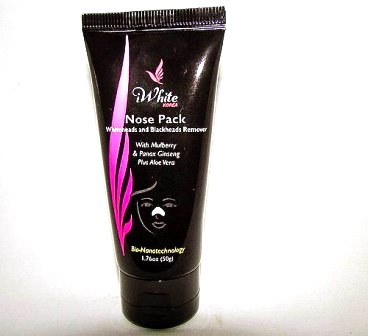 iWhite
KOREA
Nose Pack
Whiteheads and Blackheads Remover
With Mulberry
& Panax Ginseng
Plus Aloe Vera
Bio-Nanotechnology
1.76oz (50g)